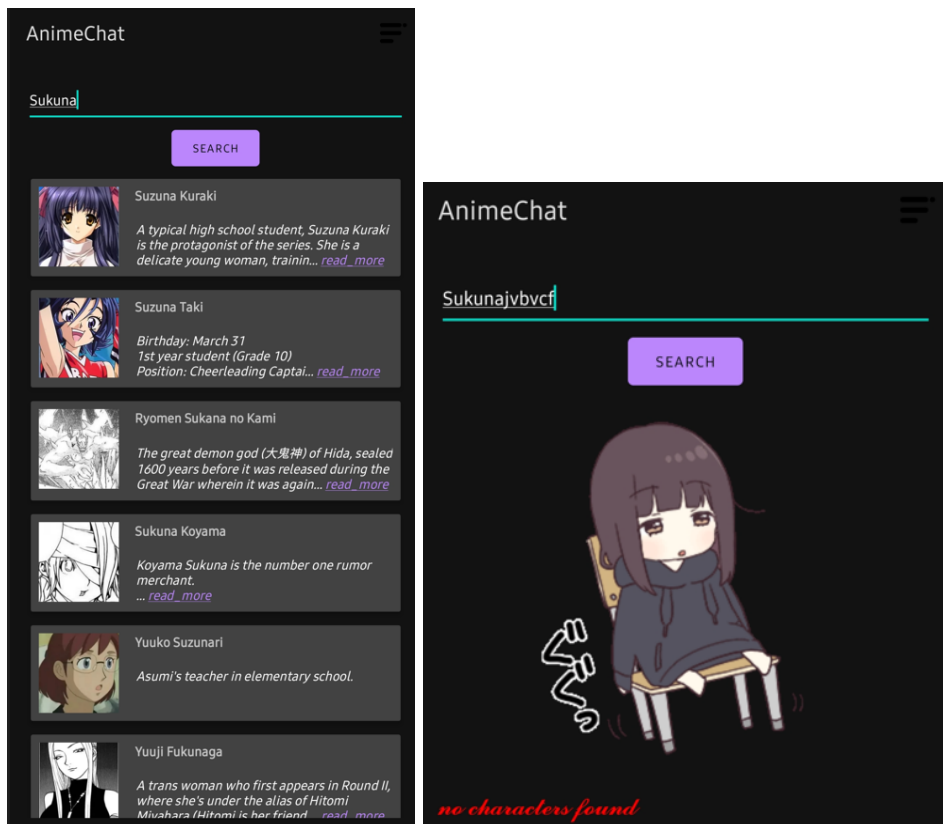 AnimeChat
Sukuna
SEARCH
Suzuna Kuraki
A typical high school student, Suzuna Kuraki
is the protagonist of the series. She is a
delicate young woman, trainin... read_more
Suzuna Taki
Birthday: March 31
1st year student (Grade 10)
Position: Cheerleading Captai... read_more
Ryomen Sukana no Kami
The great demon god (大鬼神) of Hida, sealed
1600 years before it was released during the
Great War wherein it was again... read_more
Sukuna Koyama
Koyama Sukuna is the number one rumor
merchant.
... read_more
Yuuko Suzunari
Asumi's teacher in elementary school.
Yuuji Fukunaga
A trans woman who first appears in Round II,
where she's under the alias of Hitomi
Miyahara (Hitomi is her friend... read_more
AnimeChat
Sukunajvbvcf
SEARCH
no characters found